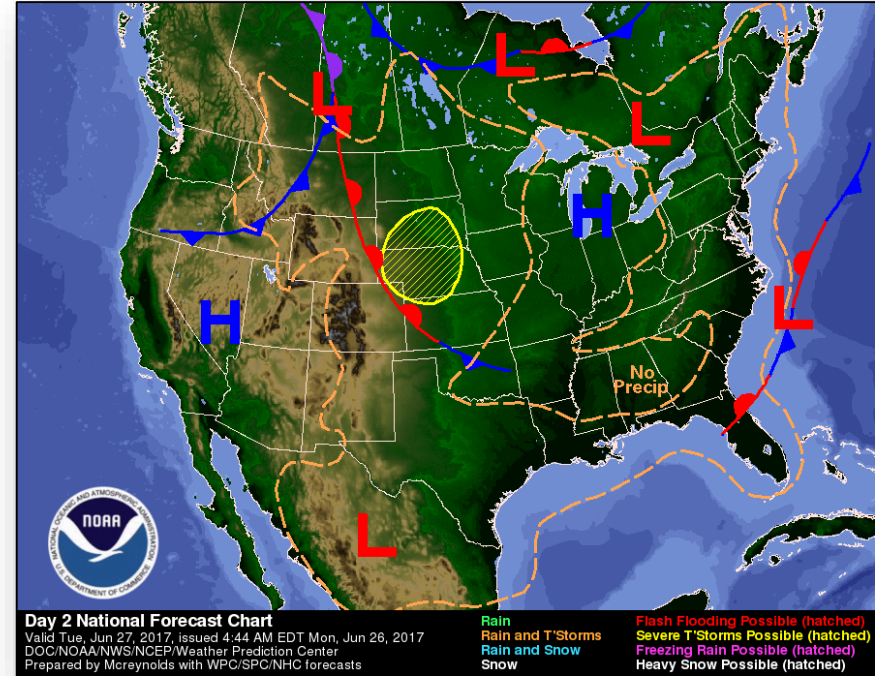 L
L
L
H
H
L
No
Precip
L
NATIONAL OCEANIC AND ATMOSPHERIC ADMINISTRATION
NOAA
U.S. DEPARTMENT OF COMMERCE
Day 2 National Forecast Chart
Valid Tue, Jun 27, 2017, issued 4:44 AM EDT Mon, Jun 26, 2017
DOC/NOAA/NWS/NCEP/Weather Prediction Center
Prepared by Mcreynolds with WPC/SPC/NHC forecasts
Rain
Rain and T'Storms
Rain and Snow
Snow
Flash Flooding Possible (hatched)
Severe T'Storms Possible (hatched)
Freezing Rain Possible (hatched)
Heavy Snow Possible (hatched)